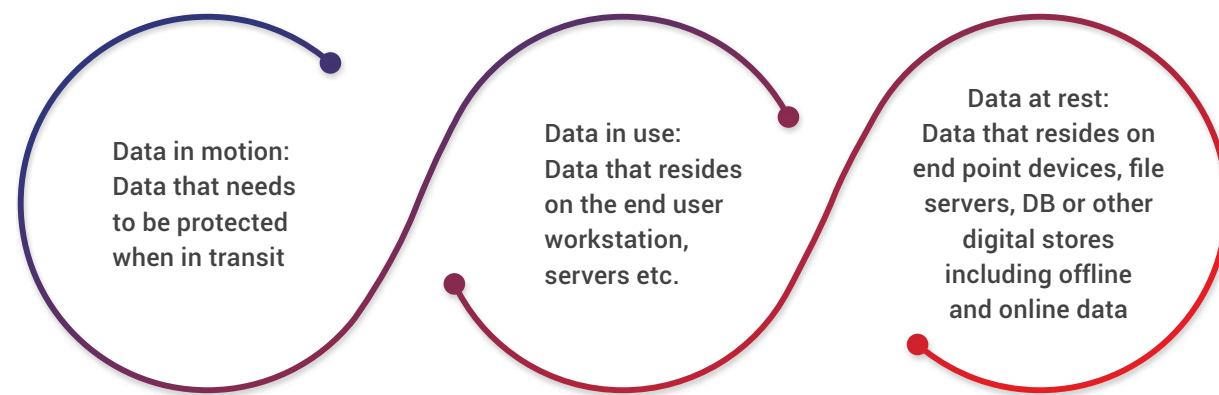 Data in motion:
Data that needs
to be protected
when in transit
Data in use:
Data that resides
on the end user
workstation,
servers etc.
Data at rest:
Data that resides on
end point devices, file
servers, DB or other
digital stores
including offline
and online data